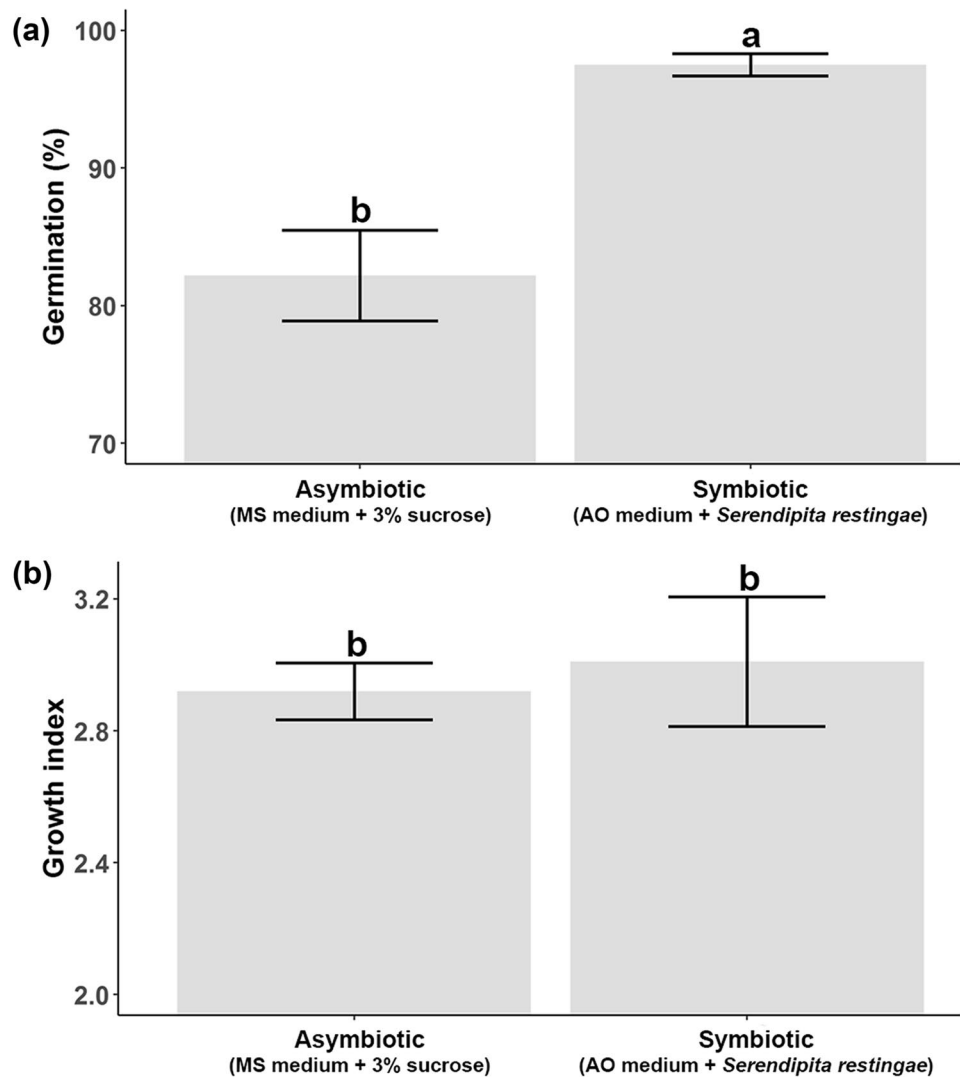 (a)
100
90
80
70
Germination (%)
b
a
Asymbiotic
(MS medium + 3% sucrose)
Symbiotic
(AO medium + Serendipita restingae)
(b)
3.2
2.8
2.4
2.0
Growth index
b
b
Asymbiotic
(MS medium + 3% sucrose)
Symbiotic
(AO medium + Serendipita restingae)